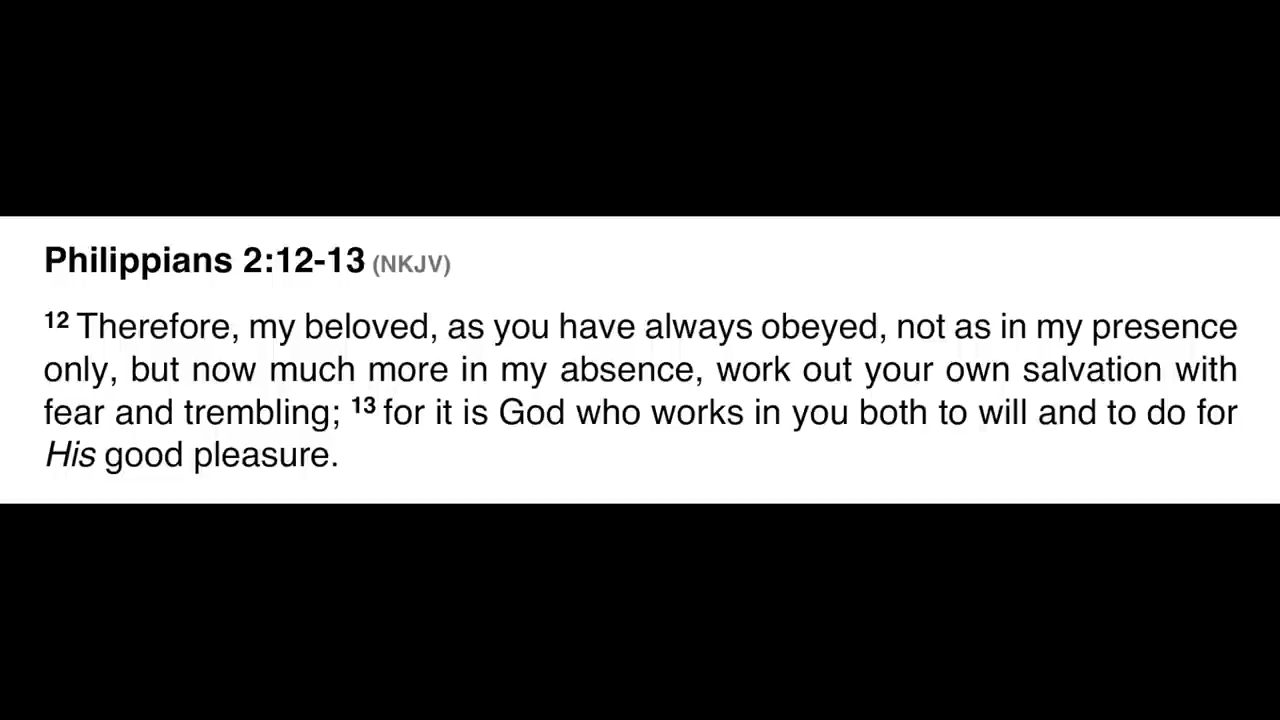 Philippians 2:12-13 (NKJV)
12 Therefore, my beloved, as you have always obeyed, not as in my presence
only, but now much more in my absence, work out your own salvation with
fear and trembling; 13 for it is God who works in you both to will and to do for
His good pleasure.